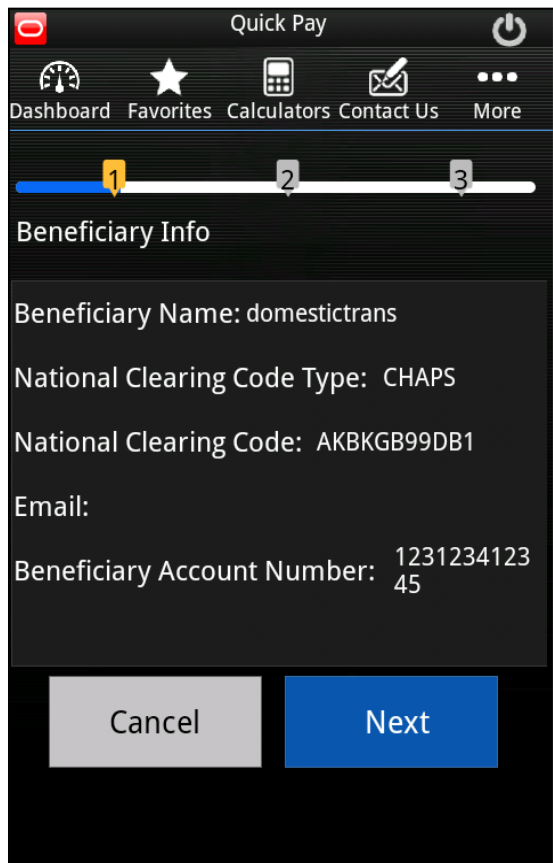 Quick Pay
Dashboard Favorites Calculators Contact Us More
1 2 3
Beneficiary Info
Beneficiary Name: domestictrans
National Clearing Code Type: CHAPS
National Clearing Code: AKBKGB99DB1
Email:
Beneficiary Account Number: 1231234123
45
Cancel Next